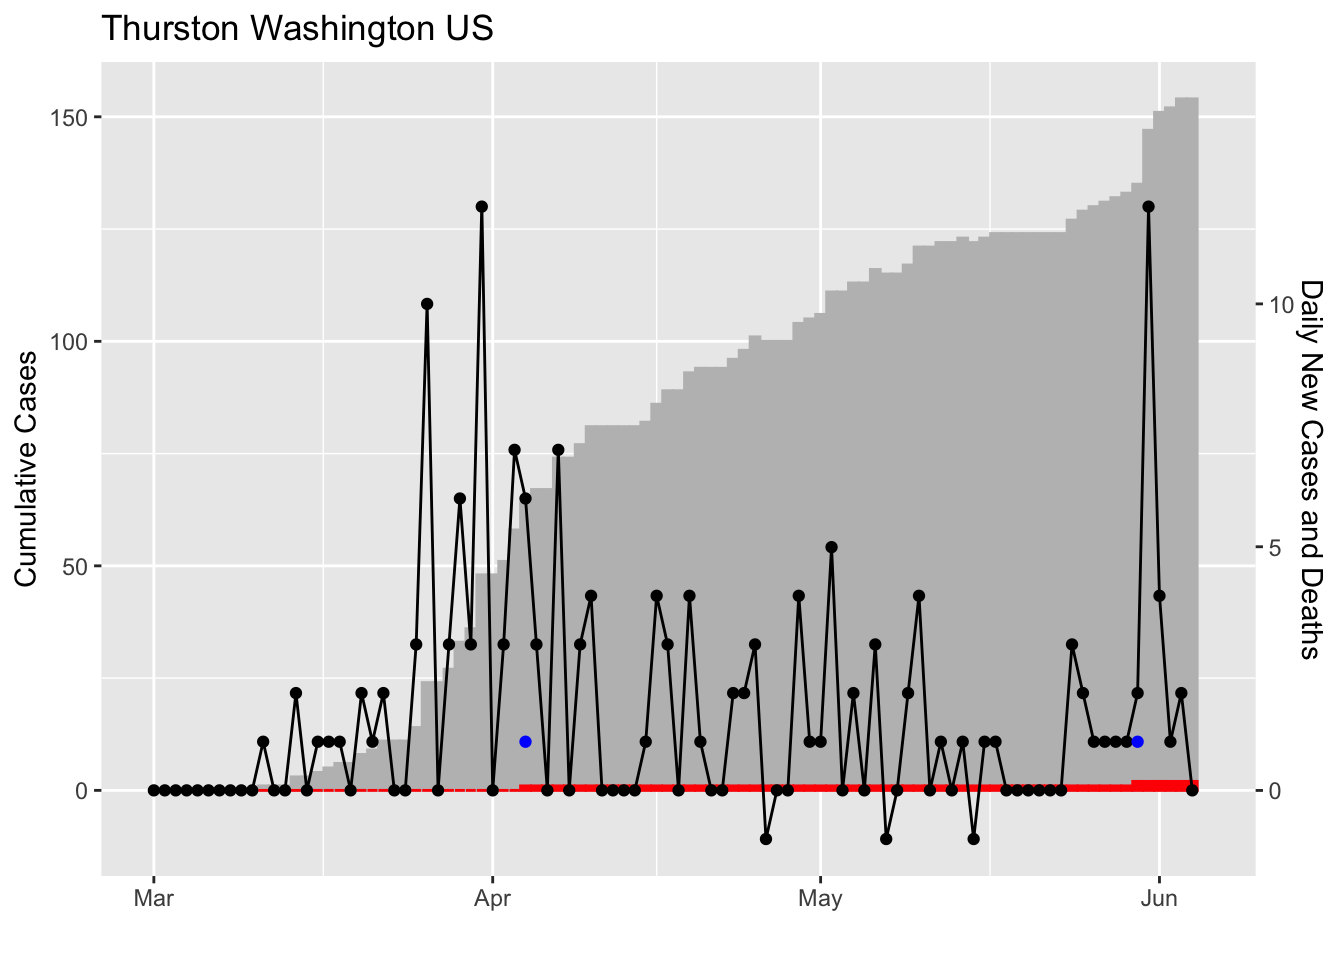 Thurston Washington US
150
100
50
0
Cumulative Cases
10
5
0
Daily New Cases and Deaths
Mar
Apr
May
Jun